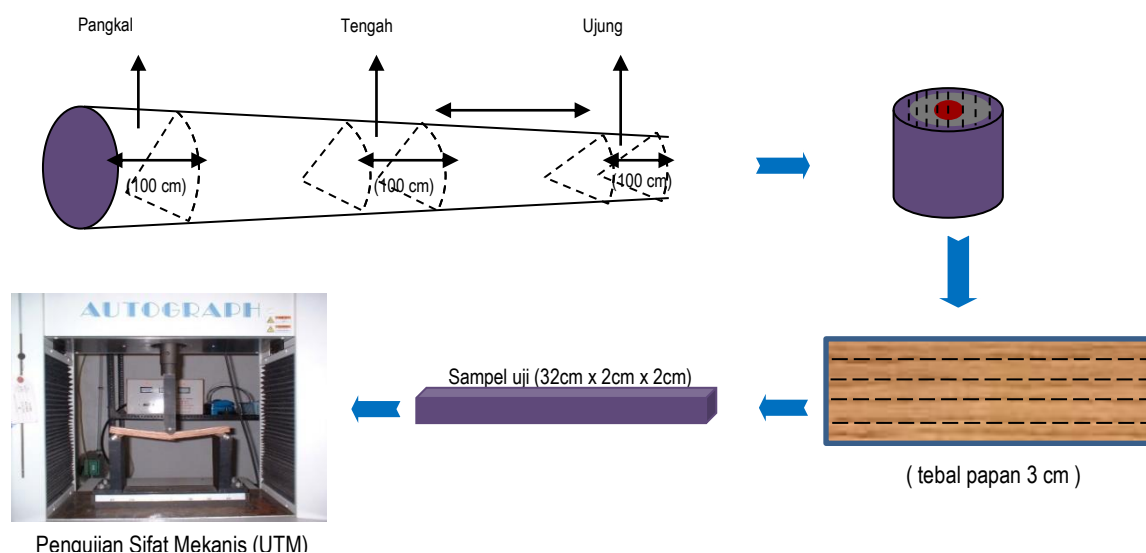 Pangkal
Tengah
Ujung
(100 cm)
(100 cm)
(100 cm)
AUTOGRAPH
Sampel uji (32cm x 2cm x 2cm)
( tebal papan 3 cm )
Pengujian Sifat Mekanis (UTM)